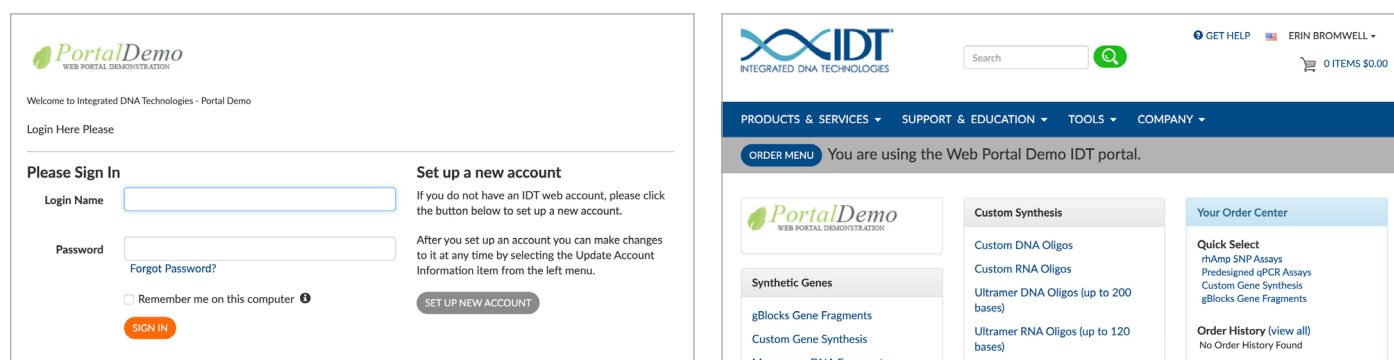 PortalDemo
WEB PORTAL DEMONSTRATION
Welcome to Integrated DNA Technologies - Portal Demo
Login Here Please
Please Sign In
Login Name
Password
Forgot Password?
Remember me on this computer
SIGN IN
Set up a new account
If you do not have an IDT web account, please click
the button below to set up a new account.
After you set up an account you can make changes
to it at any time by selecting the Update Account
Information item from the left menu.
SET UP NEW ACCOUNT
IDT
INTEGRATED DNA TECHNOLOGIES
Search
GET HELP
ERIN BROMWELL
0 ITEMS $0.00
PRODUCTS & SERVICES SUPPORT & EDUCATION TOOLS COMPANY
ORDER MENU You are using the Web Portal Demo IDT portal.
PortalDemo
WEB PORTAL DEMONSTRATION
Synthetic Genes
gBlocks Gene Fragments
Custom Gene Synthesis
Custom Synthesis
Custom DNA Oligos
Custom RNA Oligos
Ultramer DNA Oligos (up to 200
bases)
Ultramer RNA Oligos (up to 120
bases)
Your Order Center
Quick Select
rhAmp SNP Assays
Predesigned qPCR Assays
Custom Gene Synthesis
gBlocks Gene Fragments
Order History (view all)
No Order History Found